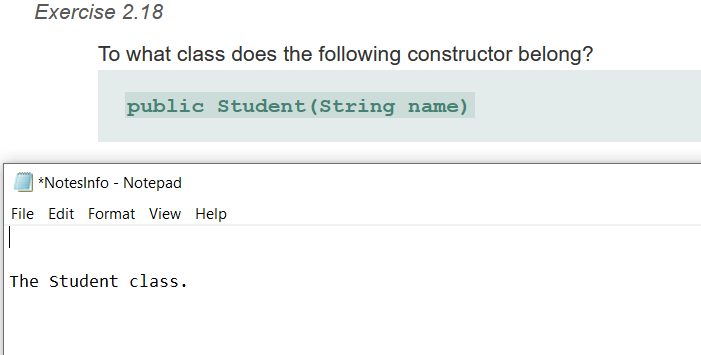 Exercise 2.18
To what class does the following constructor belong?
public Student(String name)
*NotesInfo - Notepad
File Edit Format View Help
The Student class.